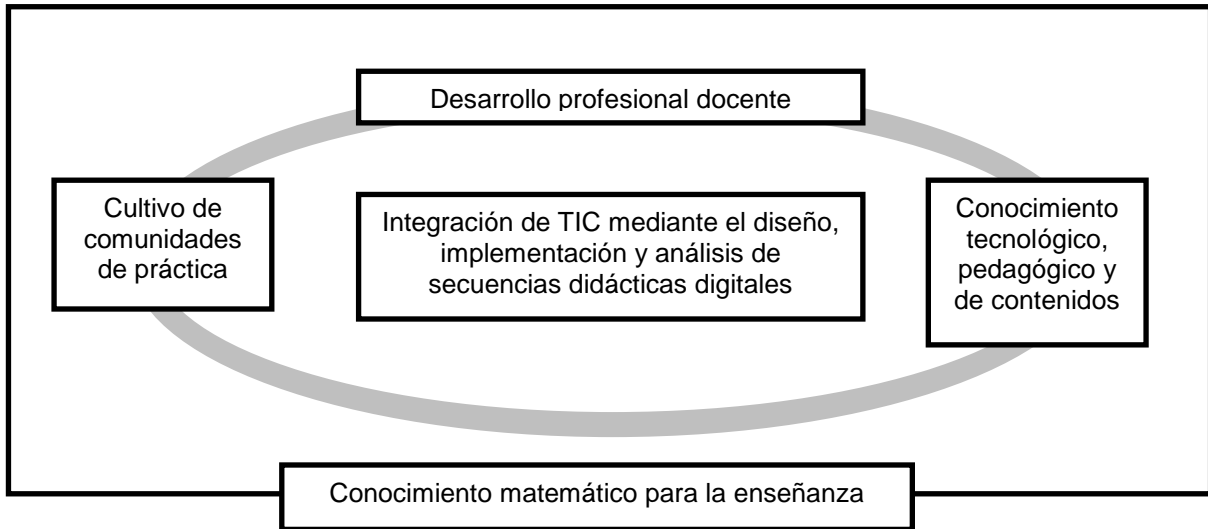 Desarrollo profesional docente
Cultivo de
comunidades
de práctica
Integración de TIC mediante el diseño,
implementación y análisis de
secuencias didácticas digitales
Conocimiento
tecnológico,
pedagógico y
de contenidos
Conocimiento matemático para la enseñanza